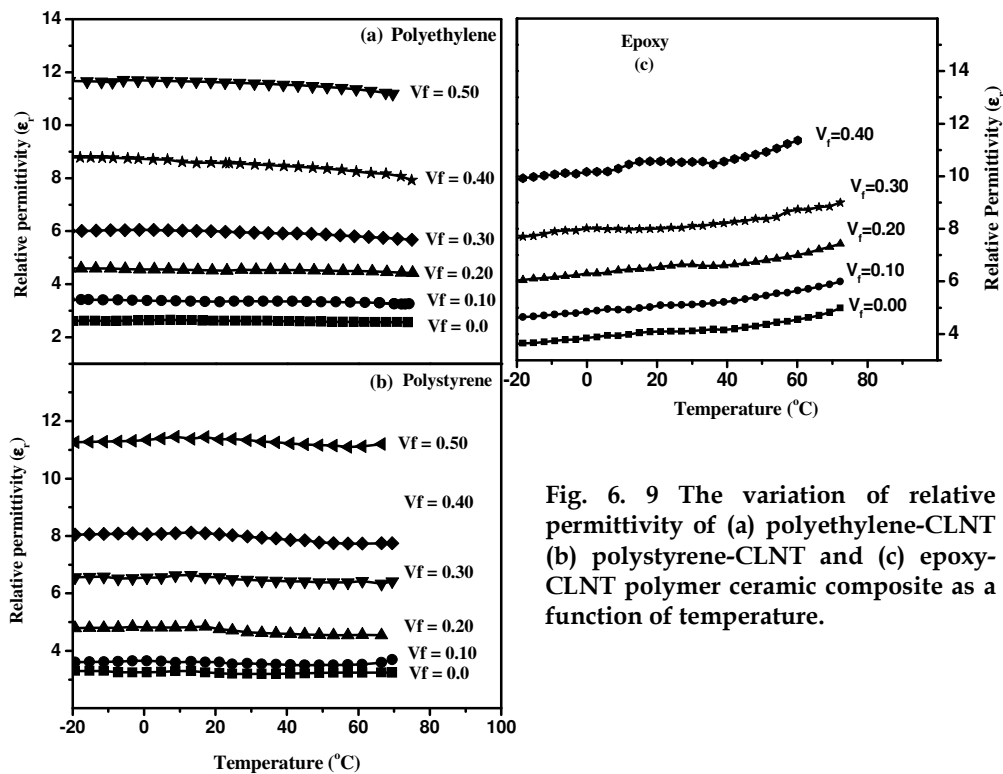 14
12
10
8
6
4
2
Relative permittivity (εr)
(a) Polyethylene
Vf = 0.50
Vf = 0.40
Vf = 0.30
Vf = 0.20
Vf = 0.10
Vf = 0.0
Epoxy
(c)
Vf=0.40
Vf=0.30
Vf=0.20
Vf=0.10
Vf=0.00
14
12
10
8
6
4
Relative Permittivity (εr)
-20 0 20 40 60 80
Temperature (°C)
(b) Polystyrene
12
10
8
6
4
Relative permittivity (εr)
Vf = 0.50
Vf = 0.40
Vf = 0.30
Vf = 0.20
Vf = 0.10
Vf = 0.0
-20 0 20 40 60 80 100
Temperature (°C)
Fig. 6. 9 The variation of relative
permittivity of (a) polyethylene-CLNT
(b) polystyrene-CLNT and (c) epoxy-
CLNT polymer ceramic composite as a
function of temperature.